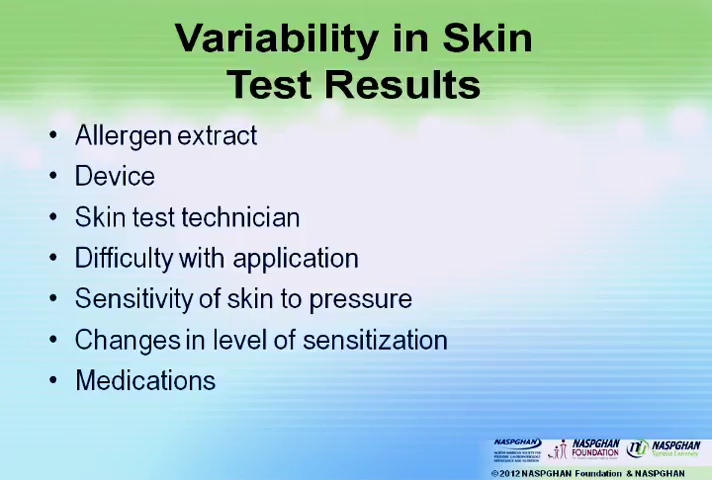 Variability in Skin
Test Results
• Allergen extract
• Device
• Skin test technician
• Difficulty with application
• Sensitivity of skin to pressure
• Changes in level of sensitization
• Medications
NASPGHAN
NASPGHAN
FOUNDATION
NASPGHAN
©2012 NASPGHAN Foundation & NASPGHAN